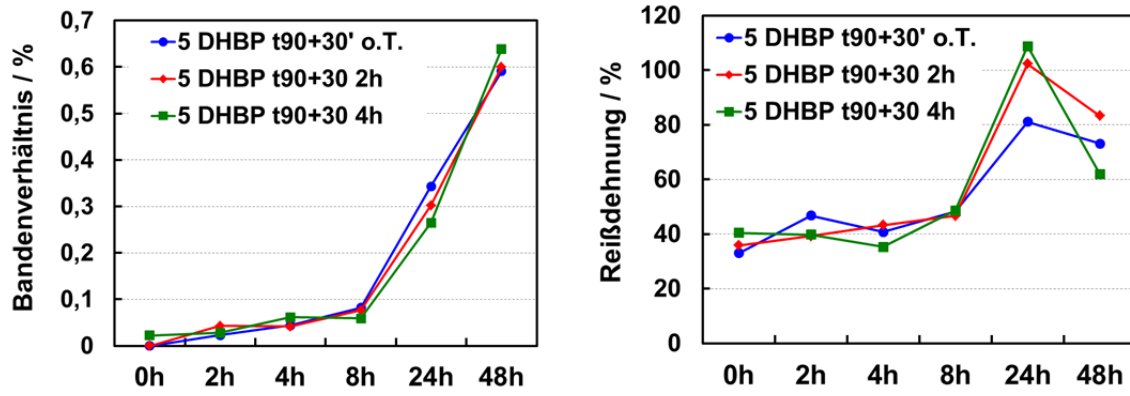 Bandenverhältnis / %
0,7
0,6
0,5
0,4
0,3
0,2
0,1
0
5 DHBP t90+30' o.T.
5 DHBP t90+30 2h
5 DHBP t90+30 4h
0h 2h 4h 8h 24h 48h
Reißdehnung / %
120
100
80
60
40
20
0
5 DHBP t90+30' o.T.
5 DHBP t90+30 2h
5 DHBP t90+30 4h
0h 2h 4h 8h 24h 48h